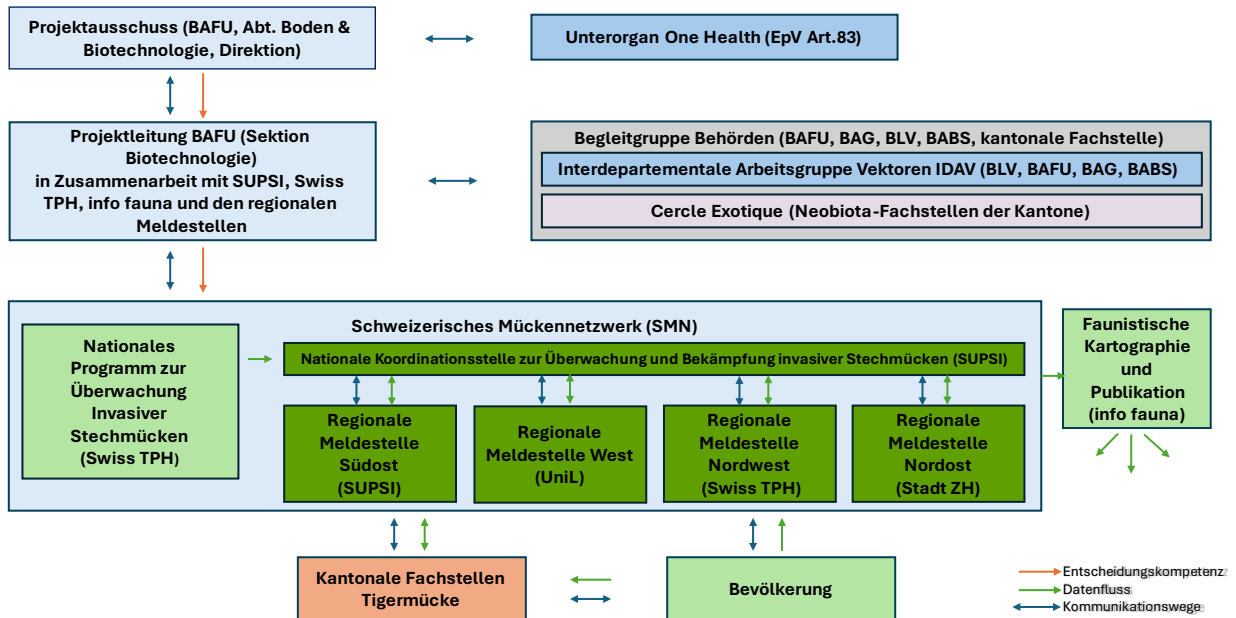 Projektausschuss (BAFU, Abt. Boden &
Biotechnologie, Direktion)
Unterorgan One Health (EpV Art.83)
Projektleitung BAFU (Sektion
Biotechnologie)
in Zusammenarbeit mit SUPSI, Swiss
TPH, info fauna und den regionalen
Meldestellen
Begleitgruppe Behörden (BAFU, BAG, BLV, BABS, kantonale Fachstelle)
Interdepartementale Arbeitsgruppe Vektoren IDAV (BLV, BAFU, BAG, BABS)
Cercle Exotique (Neobiota-Fachstellen der Kantone)
Schweizerisches Mückennetzwerk (SMN)
Nationales
Programm zur
Überwachung
Invasiver
Stechmücken
(Swiss TPH)
Nationale Koordinationsstelle zur Überwachung und Bekämpfung invasiver Stechmücken (SUPSI)
Regionale
Meldestelle
Südost
(SUPSI)
Regionale
Meldestelle West
(UniL)
Regionale
Meldestelle
Nordwest
(Swiss TPH)
Regionale
Meldestelle
Nordost
(Stadt ZH)
Faunistische
Kartographie
und
Publikation
(info fauna)
Kantonale Fachstellen
Tigermücke
Bevölkerung
Entscheidungskompetenz
Datenfluss
Kommunikationswege